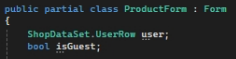 public partial class ProductForm : Form
{
ShopDataSet.UserRow user;
bool isGuest;